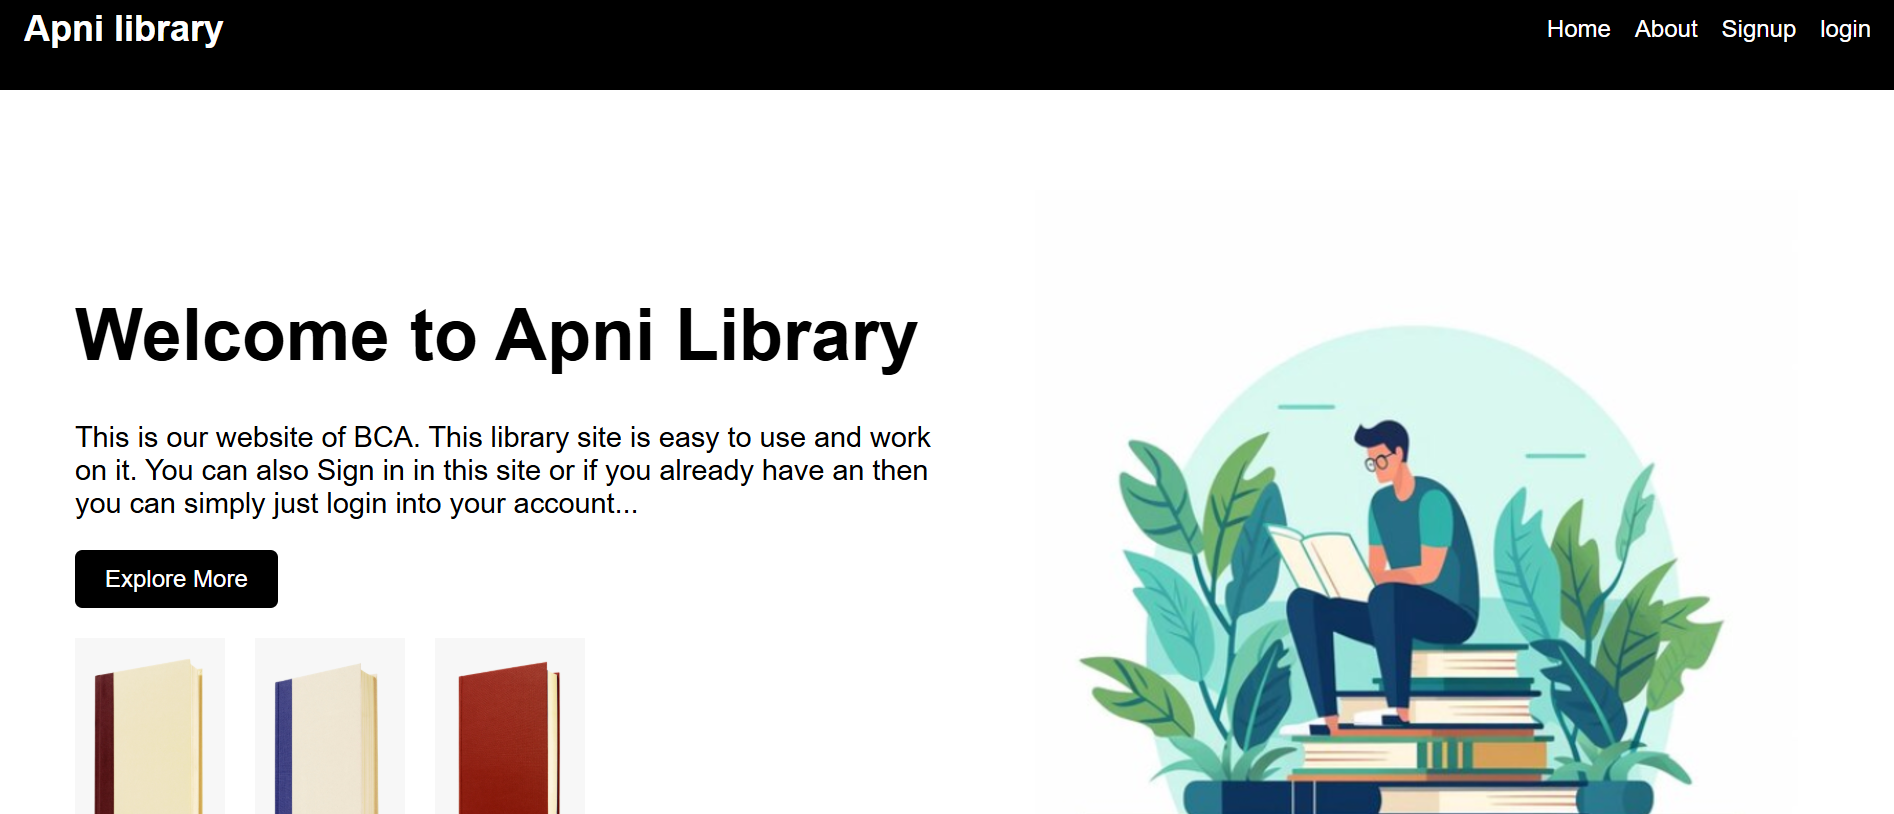 Apni library
Home About Signup login
Welcome to Apni Library
This is our website of BCA. This library site is easy to use and work
on it. You can also Sign in in this site or if you already have an then
you can simply just login into your account...
Explore More